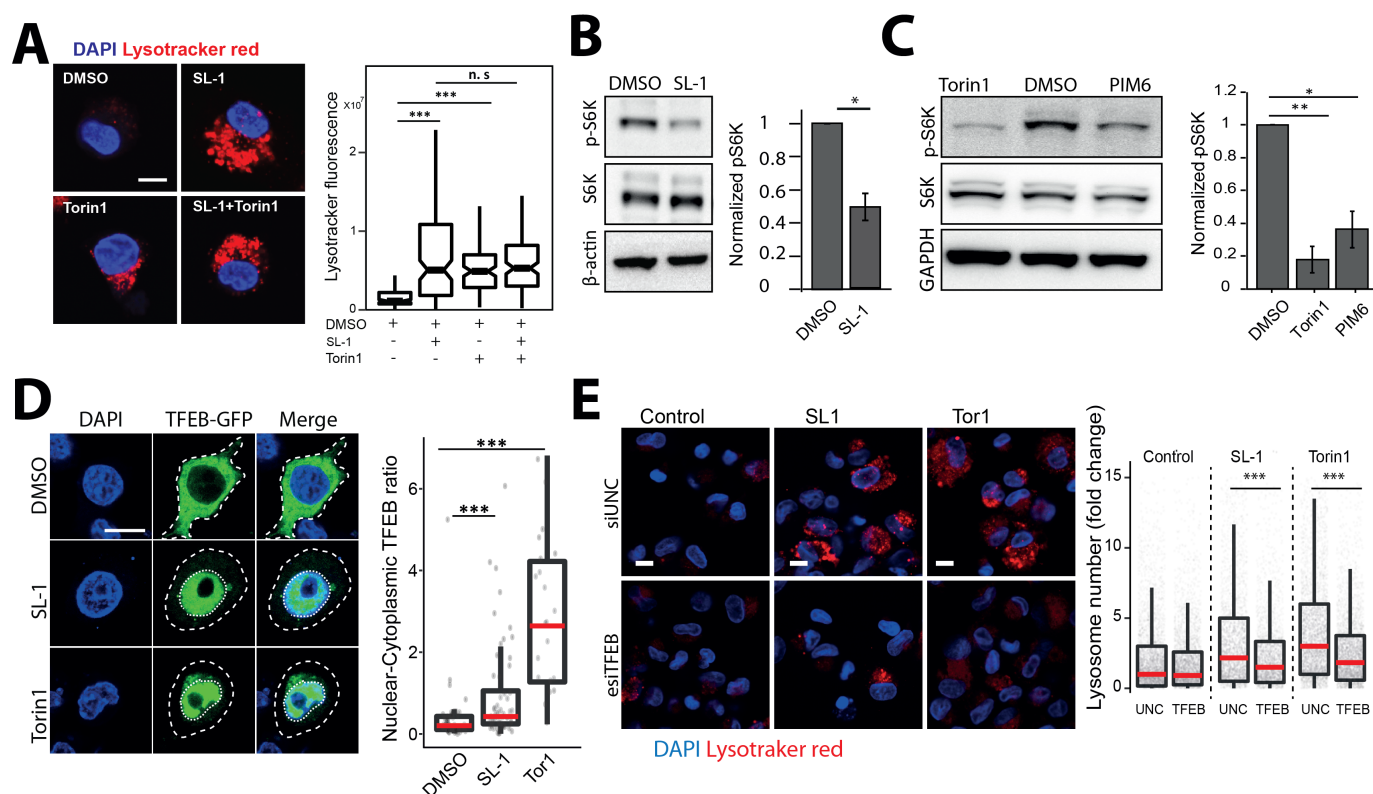 A
DAPI Lysotracker red
DMSO
SL-1
Torin1
SL-1+Torin1
Lysotracker fluorescence
x10⁷
2
1
0
n. s
***
***
DMSO + + + +
SL-1 - + - +
Torin1 - - + +
B
DMSO SL-1
p-S6K
S6K
β-actin
Normalized pS6K
1
0.8
0.6
0.4
0.2
0
*
DMSO
SL-1
C
Torin1 DMSO PIM6
p-S6K
S6K
GAPDH
Normalized pS6K
1.2
1
0.8
0.6
0.4
0.2
0
*
**
DMSO
Torin1
PIM6
D
DAPI TFEB-GFP Merge
DMSO
SL-1
Torin1
Nuclear-Cytoplasmic TFEB ratio
6
4
2
0
***
***
DMSO
SL-1
Tor1
E
Control SL1 Tor1
siUNC
esiTFEB
DAPI Lysotraker red
Lysosome number (fold change)
15
10
5
0
Control SL-1 Torin1
*** ***
UNC TFEB UNC TFEB UNC TFEB